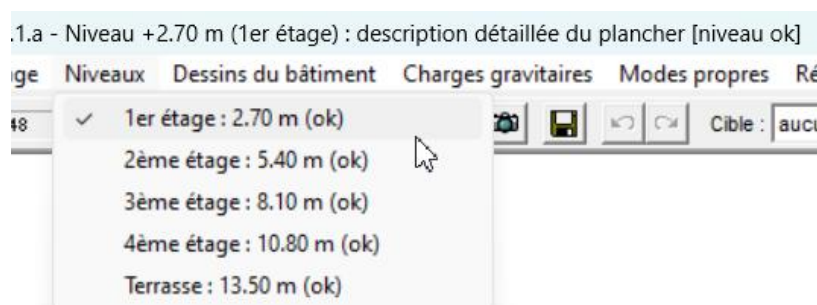 .1.a - Niveau +2.70 m (1er étage) : description détaillée du plancher [niveau ok]
ge Niveaux Dessins du bâtiment Charges gravitaires Modes propres Ré
48 Cible : aucu
1er étage : 2.70 m (ok)
2ème étage : 5.40 m (ok)
3ème étage : 8.10 m (ok)
4ème étage : 10.80 m (ok)
Terrasse : 13.50 m (ok)